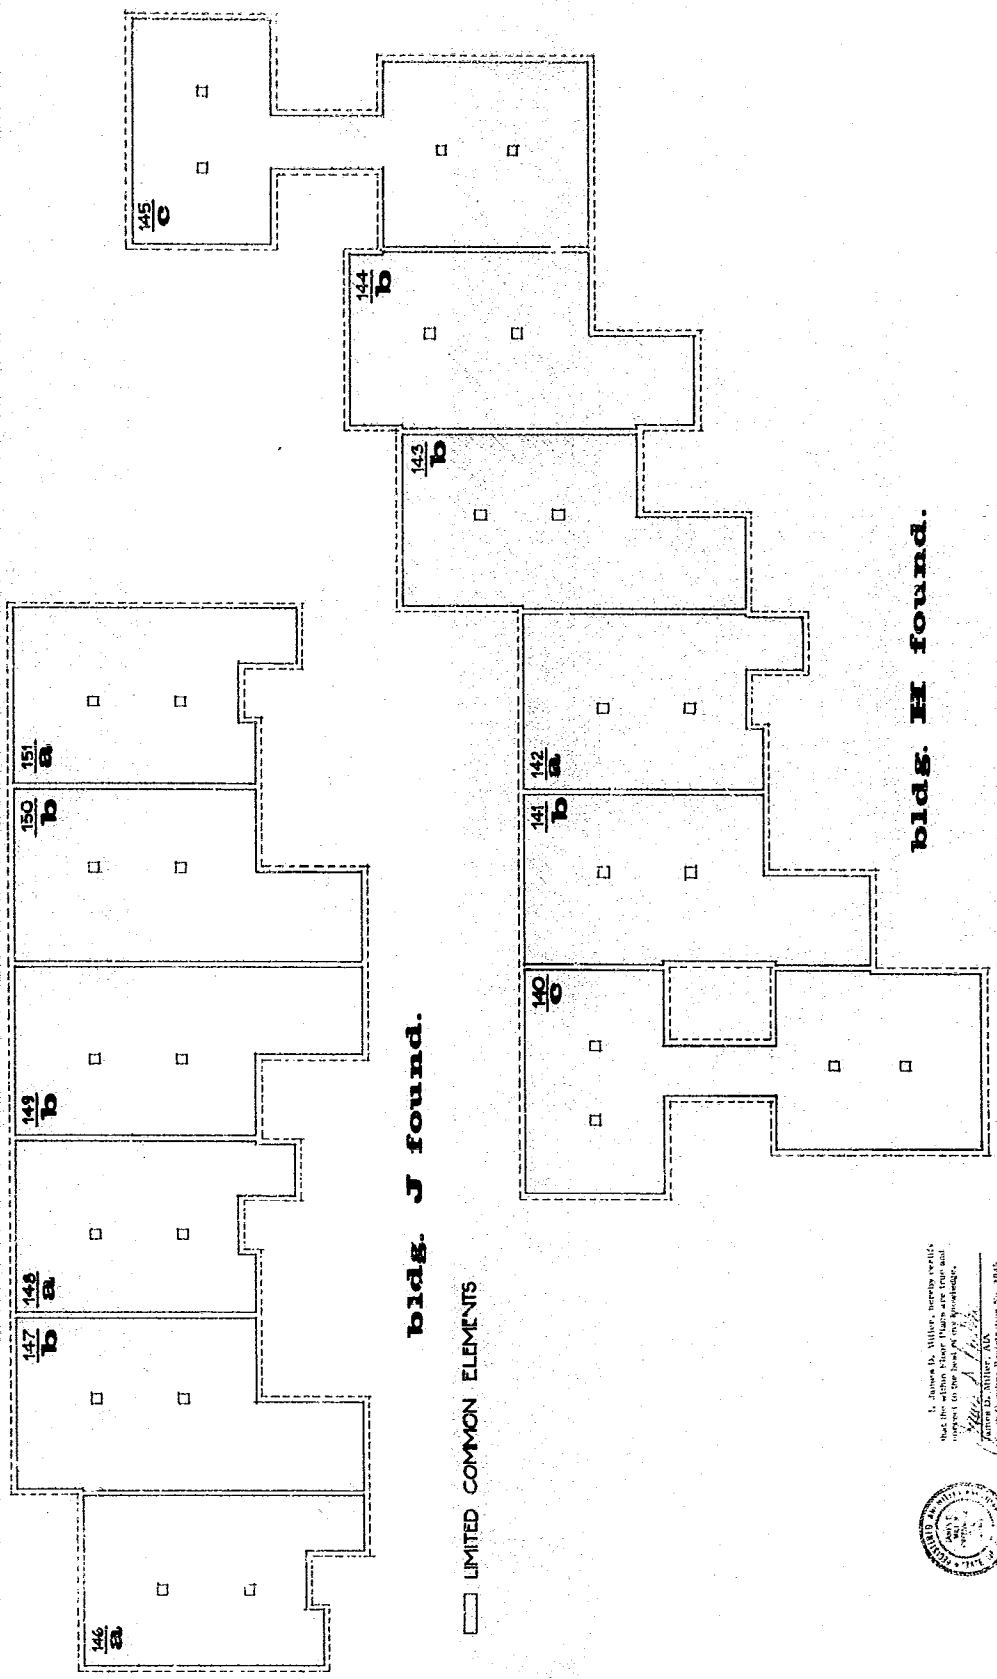 146
a
147
b
148
a
149
b
150
b
151
a
bldg. J found.
LIMITED COMMON ELEMENTS
140
c
141
b
142
a
143
b
144
b
145
c
bldg. H found.
I, James D. Miller, hereby certify
that the within Floor Plans are true and
correct to the best of my knowledge.
James D. Miller, AIA